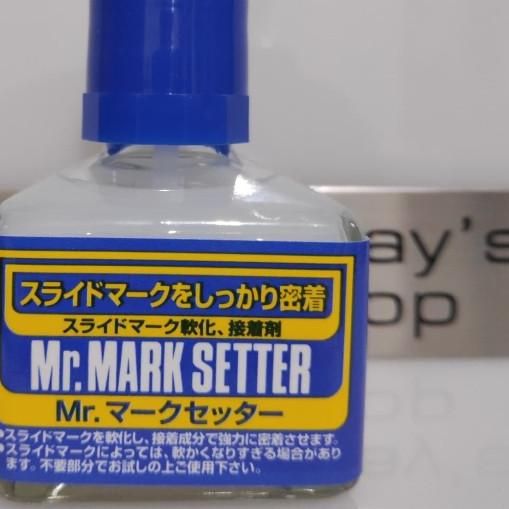 ay's
op
スライドマークをしっかり密着
スライドマーク軟化、接着剤
Mr. MARK SETTER
Mr. マークセッター
●スライドマークを軟化し、接着成分で強力に密着させます。
●スライドマークによっては、軟かくなりすぎる場合があり
ます。不要部分でお試しの上ご使用下さい。